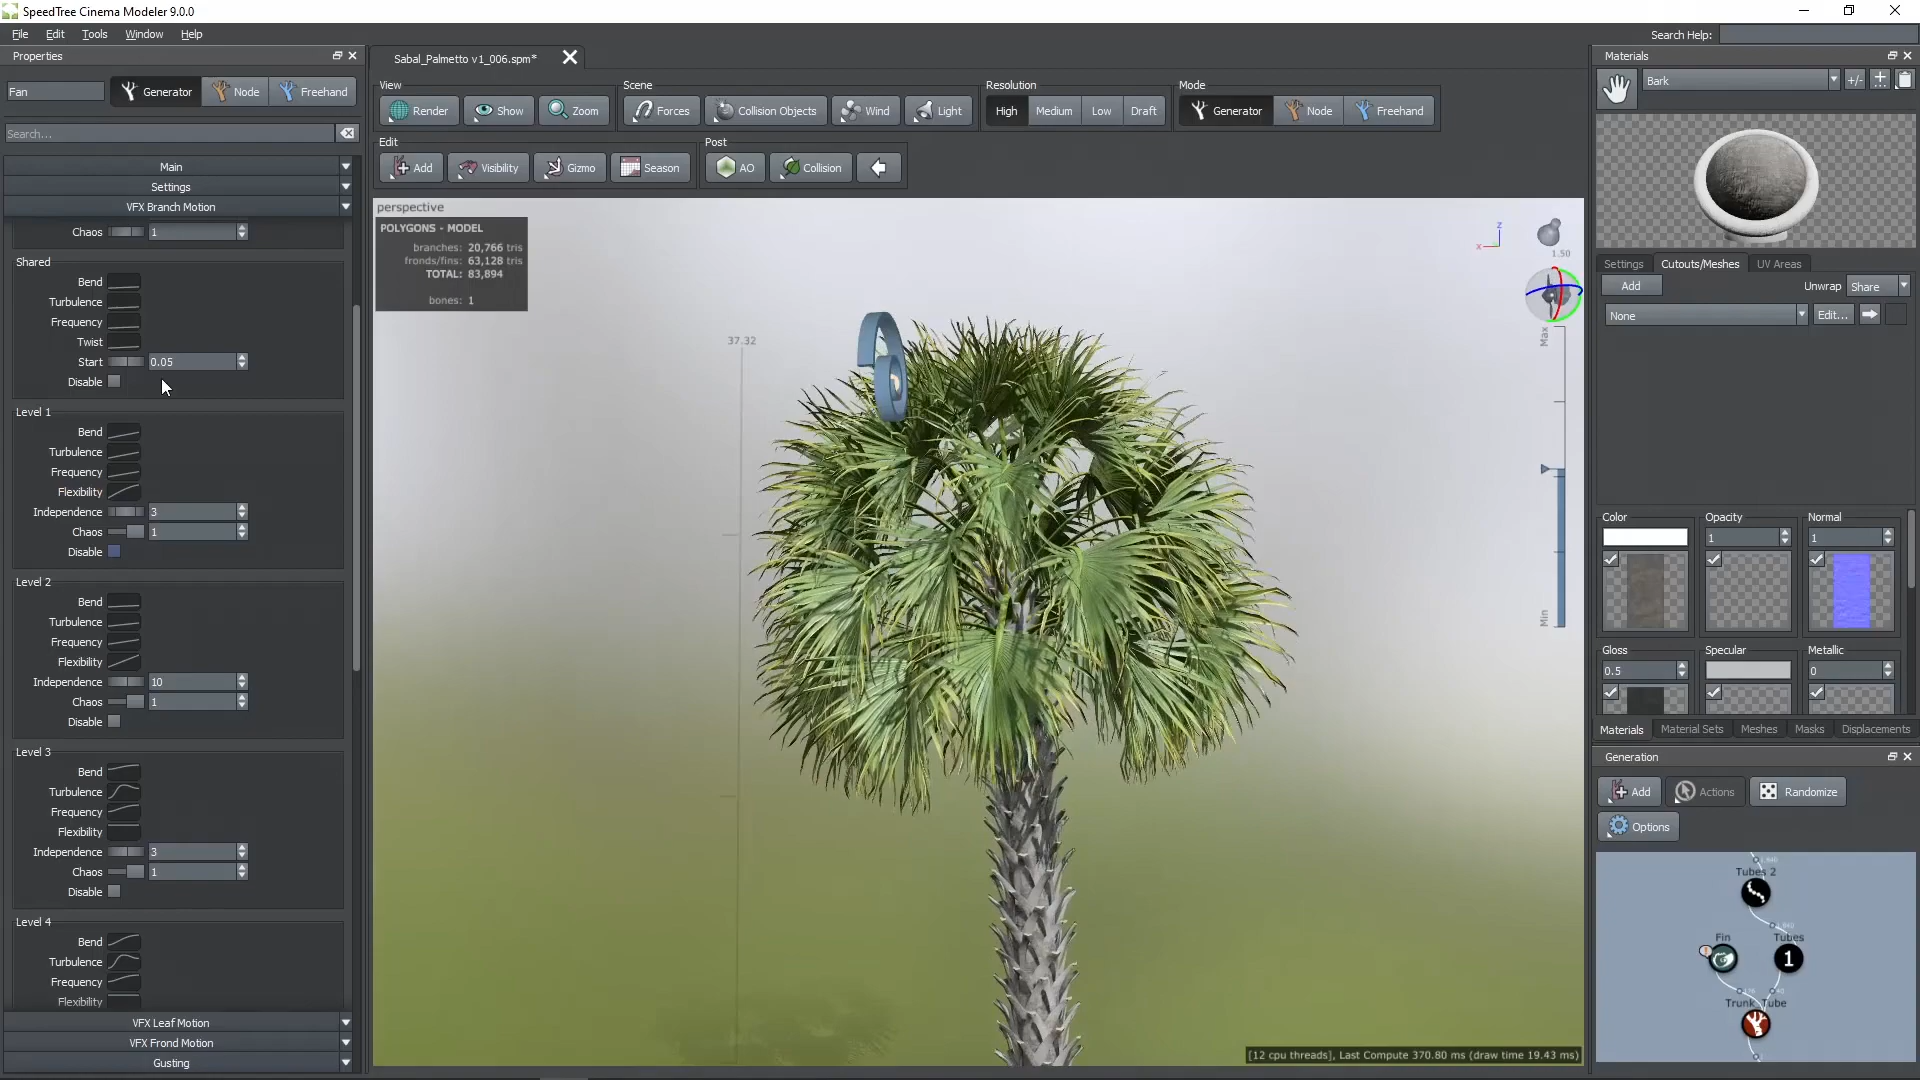 SpeedTree Cinema Modeler 9.0.0
File Edit Tools Window Help
Search Help:
Properties
Fan Generator Node Freehand
Search...
Main
Settings
VFX Branch Motion
Chaos 1
Shared
Bend
Turbulence
Frequency
Twist
Start 0.05
Disable
Level 1
Bend
Turbulence
Frequency
Flexibility
Independence 3
Chaos 1
Disable
Level 2
Bend
Turbulence
Frequency
Flexibility
Independence 10
Chaos 1
Disable
Level 3
Bend
Turbulence
Frequency
Flexibility
Independence 3
Chaos 1
Disable
Level 4
Bend
Turbulence
Frequency
Flexibility
VFX Leaf Motion
VFX Frond Motion
Gusting
Sabal_Palmetto v1_006.spm*
View Scene Resolution Mode
Render Show Zoom Forces Collision Objects Wind Light High Medium Low Draft Generator Node Freehand
Edit Post
Add Visibility Gizmo Season AO Collision
perspective
POLYGONS - MODEL
branches: 20,766 tris
fronds/fins: 63,128 tris
TOTAL: 83,894
bones: 1
37.32
z
x
1.50
Max
Min
[12 cpu threads], Last Compute 370.80 ms (draw time 19.43 ms)
Materials
Bark +/-
Settings Cutouts/Meshes UV Areas
Add Unwrap Share
None Edit...
Color Opacity Normal
1 1
Gloss Specular Metallic
0.5 0
Materials Material Sets Meshes Masks Displacements
Generation
Add Actions Randomize
Options
Tubes 2
Fin Tubes
1
Trunk_Tube